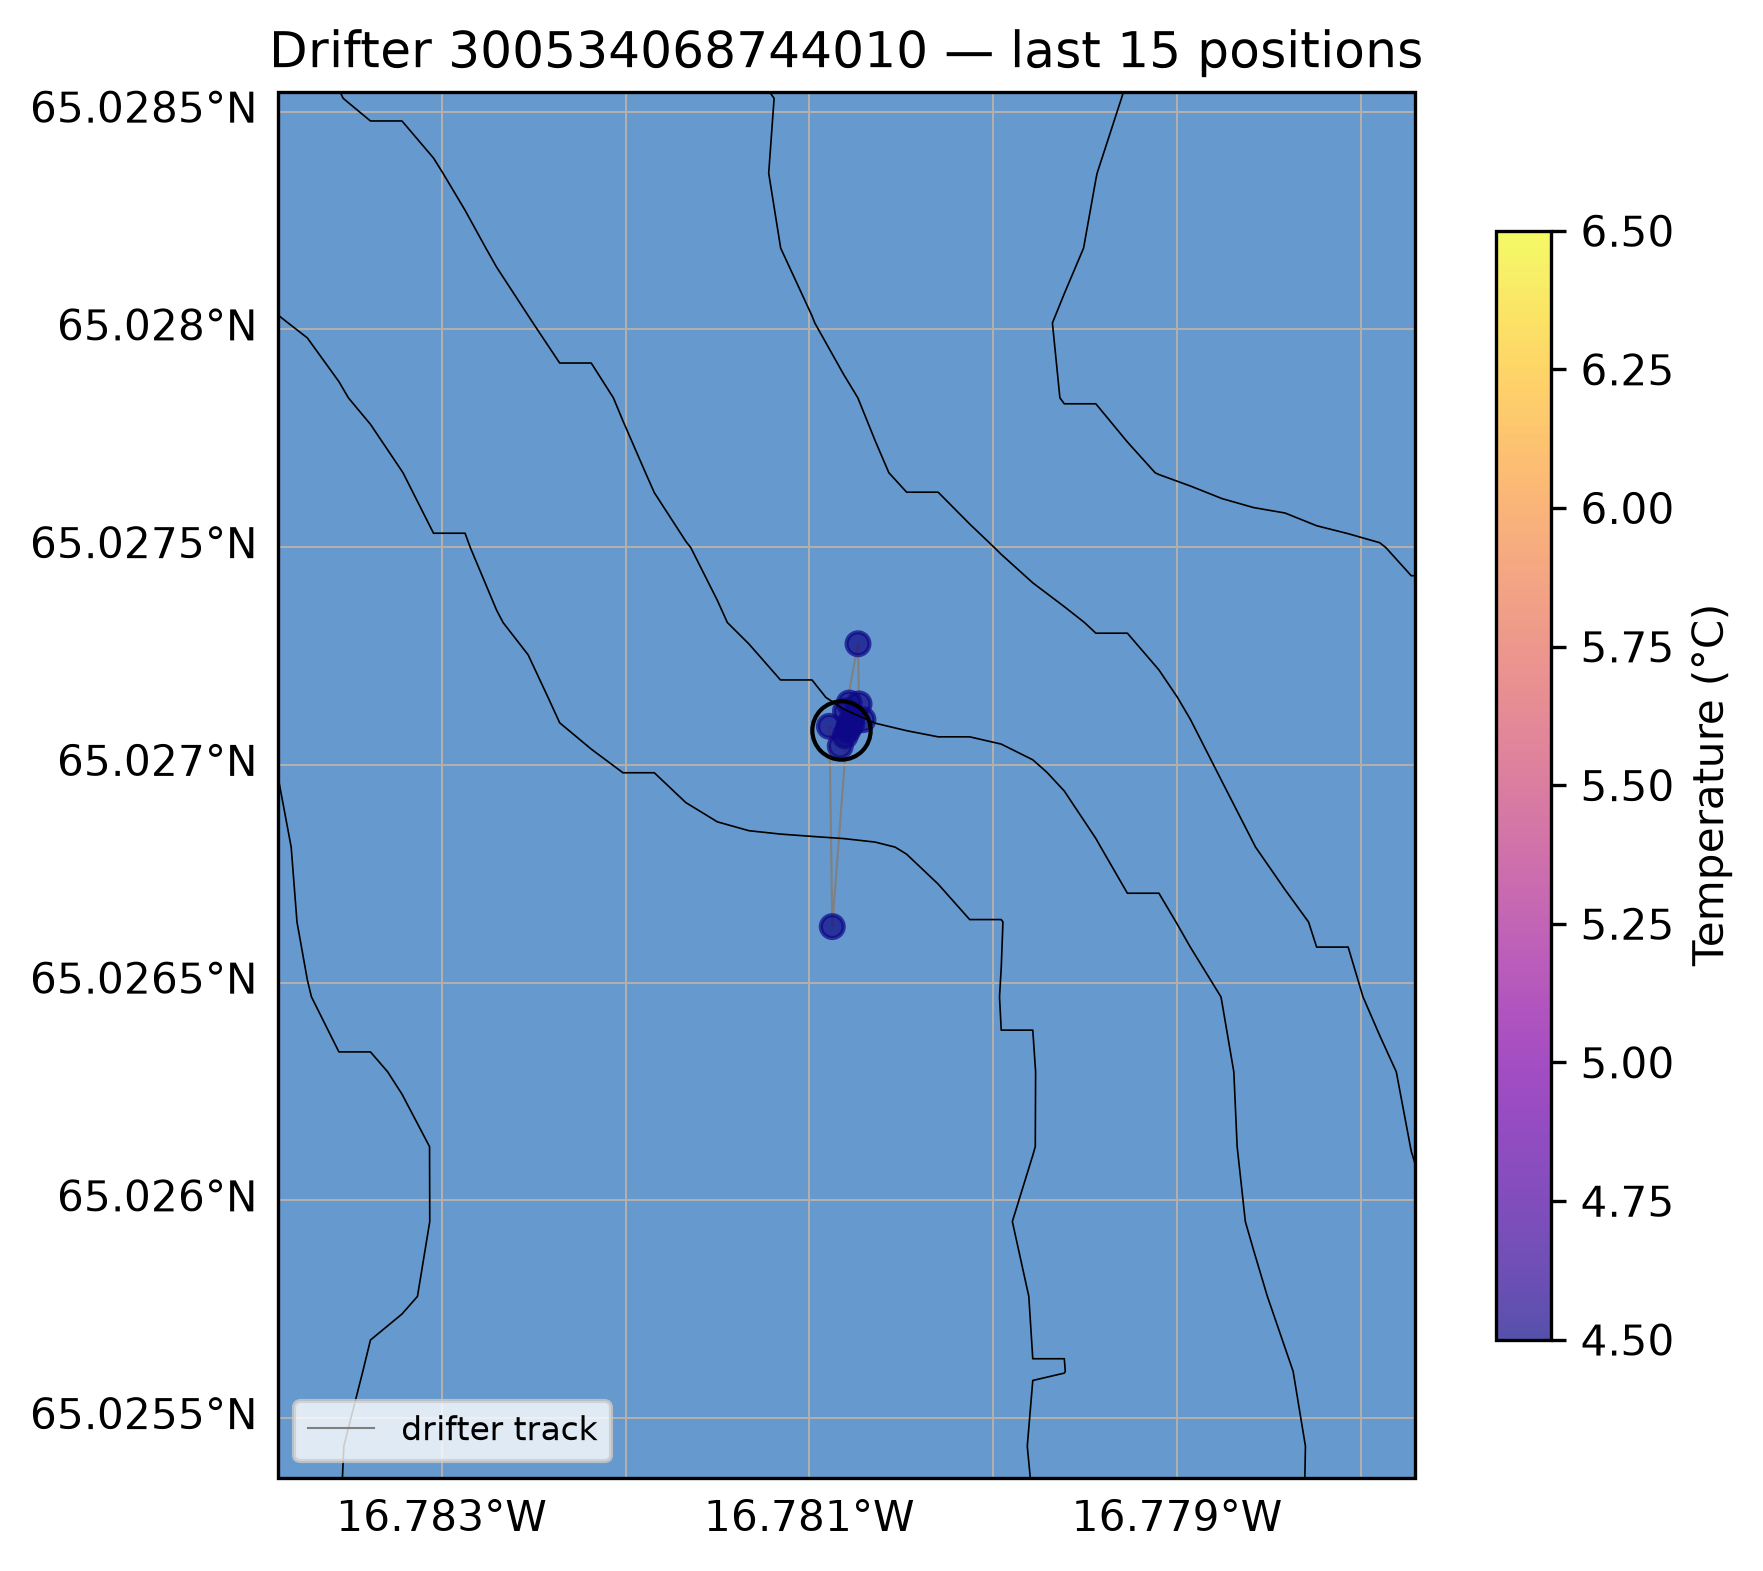 Drifter 300534068744010 — last 15 positions
65.0285°N
65.028°N
65.0275°N
65.027°N
65.0265°N
65.026°N
65.0255°N
16.783°W
16.781°W
16.779°W
drifter track
6.50
6.25
6.00
5.75
5.50
5.25
5.00
4.75
4.50
Temperature (°C)